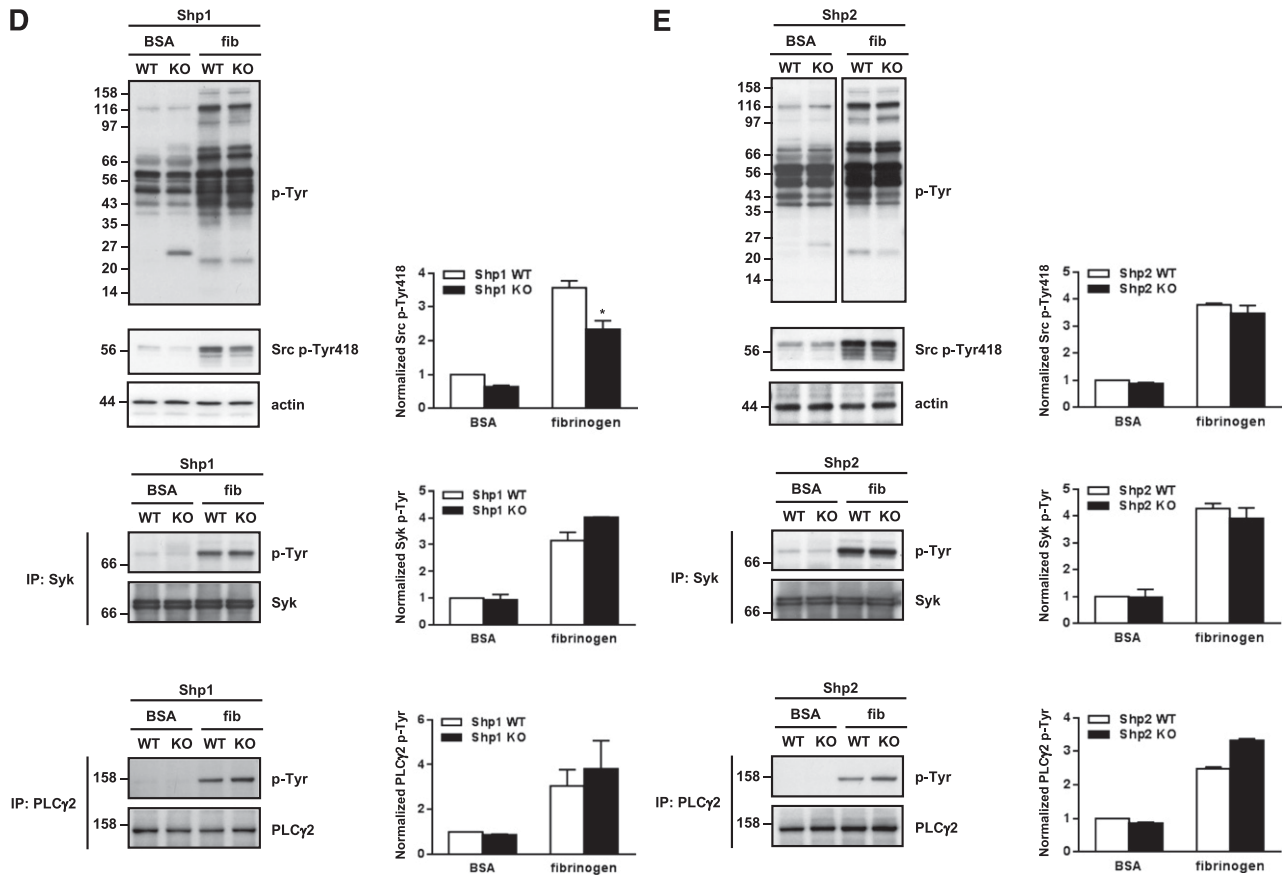 D
Shp1
BSA fib
WT KO WT KO
158
116
97
66
56
43
35
27
20
14
p-Tyr
56
Src p-Tyr418
44
actin
Normalized Src p-Tyr418
4
2
1
0
Shp1 WT
Shp1 KO
*
BSA fibrinogen
Shp1
BSA fib
WT KO WT KO
IP: Syk
66
p-Tyr
66
Syk
Normalized Syk p-Tyr
5
4
3
2
1
0
Shp1 WT
Shp1 KO
BSA fibrinogen
Shp1
BSA fib
WT KO WT KO
IP: PLCγ2
158
p-Tyr
158
PLCγ2
Normalized PLCγ2 p-Tyr
6
4
2
1
0
Shp1 WT
Shp1 KO
BSA fibrinogen
E
Shp2
BSA fib
WT KO WT KO
158
116
97
66
56
43
35
27
20
14
p-Tyr
56
Src p-Tyr418
44
actin
Normalized Src p-Tyr418
5
4
3
2
1
0
Shp2 WT
Shp2 KO
BSA fibrinogen
Shp2
BSA fib
WT KO WT KO
IP: Syk
66
p-Tyr
66
Syk
Normalized Syk p-Tyr
5
4
3
2
1
0
Shp2 WT
Shp2 KO
BSA fibrinogen
Shp2
BSA fib
WT KO WT KO
IP: PLCγ2
158
p-Tyr
158
PLCγ2
Normalized PLCγ2 p-Tyr
4
3
2
1
0
Shp2 WT
Shp2 KO
BSA fibrinogen